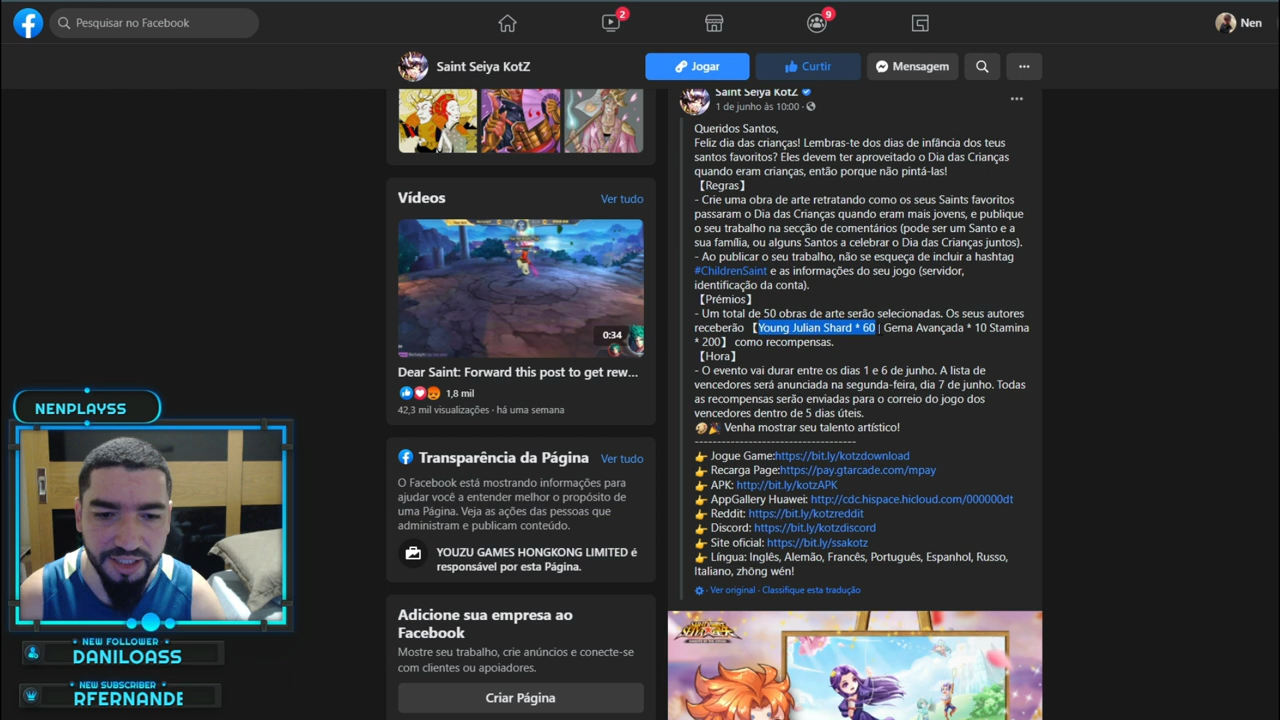 Pesquisar no Facebook
2
9
Nen
Saint Seiya KotZ
Jogar
Curtir
Mensagem
Vídeos
Ver tudo
0:34
Dear Saint: Forward this post to get rew...
1,8 mil
42,3 mil visualizações · há uma semana
Transparência da Página
Ver tudo
O Facebook está mostrando informações para
ajudar você a entender melhor o propósito de
uma Página. Veja as ações das pessoas que
administram e publicam conteúdo.
YOUZU GAMES HONGKONG LIMITED é
responsável por esta Página.
Adicione sua empresa ao
Facebook
Mostre seu trabalho, crie anúncios e conecte-se
com clientes ou apoiadores.
Criar Página
Saint Seiya KotZ
1 de junho às 10:00 ·
Queridos Santos,
Feliz dia das crianças! Lembras-te dos dias de infância dos teus
santos favoritos? Eles devem ter aproveitado o Dia das Crianças
quando eram crianças, então porque não pintá-las!
【Regras】
- Crie uma obra de arte retratando como os seus Saints favoritos
passaram o Dia das Crianças quando eram mais jovens, e publique
o seu trabalho na secção de comentários (pode ser um Santo e a
sua família, ou alguns Santos a celebrar o Dia das Crianças juntos).
- Ao publicar o seu trabalho, não se esqueça de incluir a hashtag
#ChildrenSaint e as informações do seu jogo (servidor,
identificação da conta).
【Prémios】
- Um total de 50 obras de arte serão selecionadas. Os seus autores
receberão 【Young Julian Shard * 60 | Gema Avançada * 10 Stamina
* 200】 como recompensas.
【Hora】
- O evento vai durar entre os dias 1 e 6 de junho. A lista de
vencedores será anunciada na segunda-feira, dia 7 de junho. Todas
as recompensas serão enviadas para o correio do jogo dos
vencedores dentro de 5 dias úteis.
🎨🎉 Venha mostrar seu talento artístico!
------------------------------------
👉 Jogue Game:https://bit.ly/kotzdownload
👉 Recarga Page:https://pay.gtarcade.com/mpay
👉 APK: http://bit.ly/kotzAPK
👉 AppGallery Huawei: http://cdc.hispace.hicloud.com/000000dt
👉 Reddit: https://bit.ly/kotzreddit
👉 Discord: https://bit.ly/kotzdiscord
👉 Site oficial: https://bit.ly/ssakotz
👉 Língua: Inglês, Alemão, Francês, Português, Espanhol, Russo,
Italiano, zhōng wén!
· Ver original · Classifique esta tradução
NENPLAYSS
NEW FOLLOWER
DANILOASS
NEW SUBSCRIBER
RFERNANDE